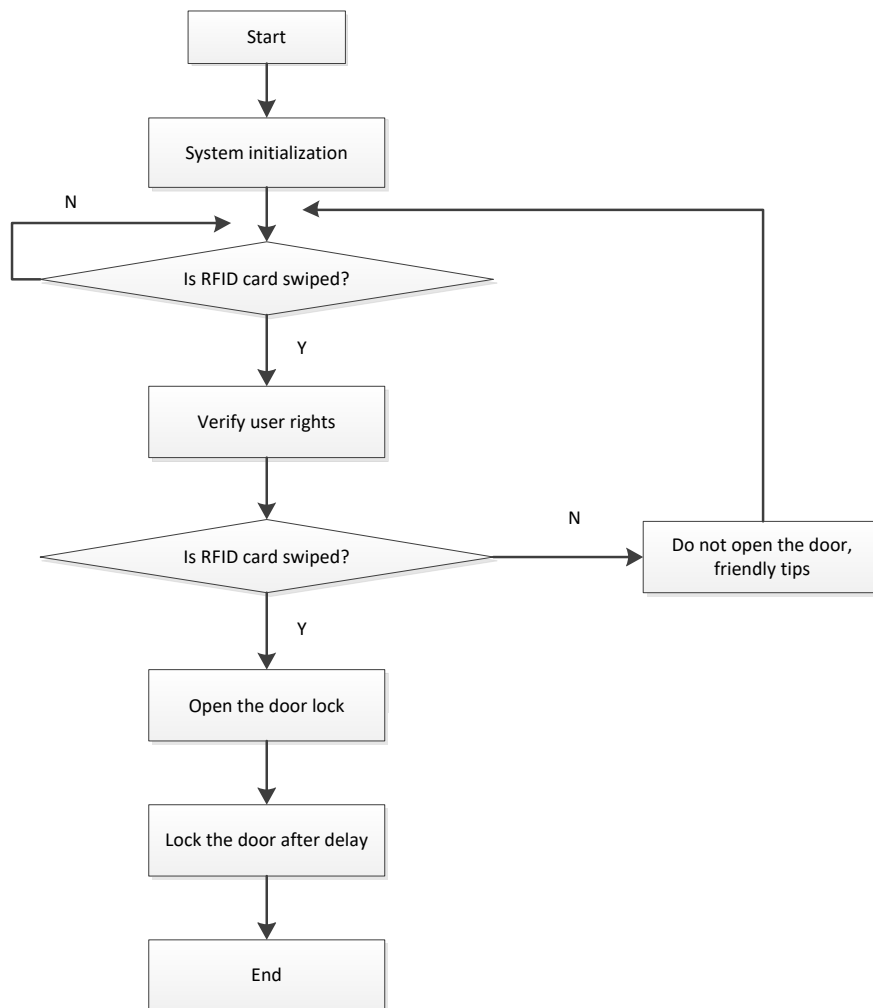 Start
System initialization
N
Is RFID card swiped?
Y
Verify user rights
Is RFID card swiped?
N
Do not open the door,
friendly tips
Y
Open the door lock
Lock the door after delay
End